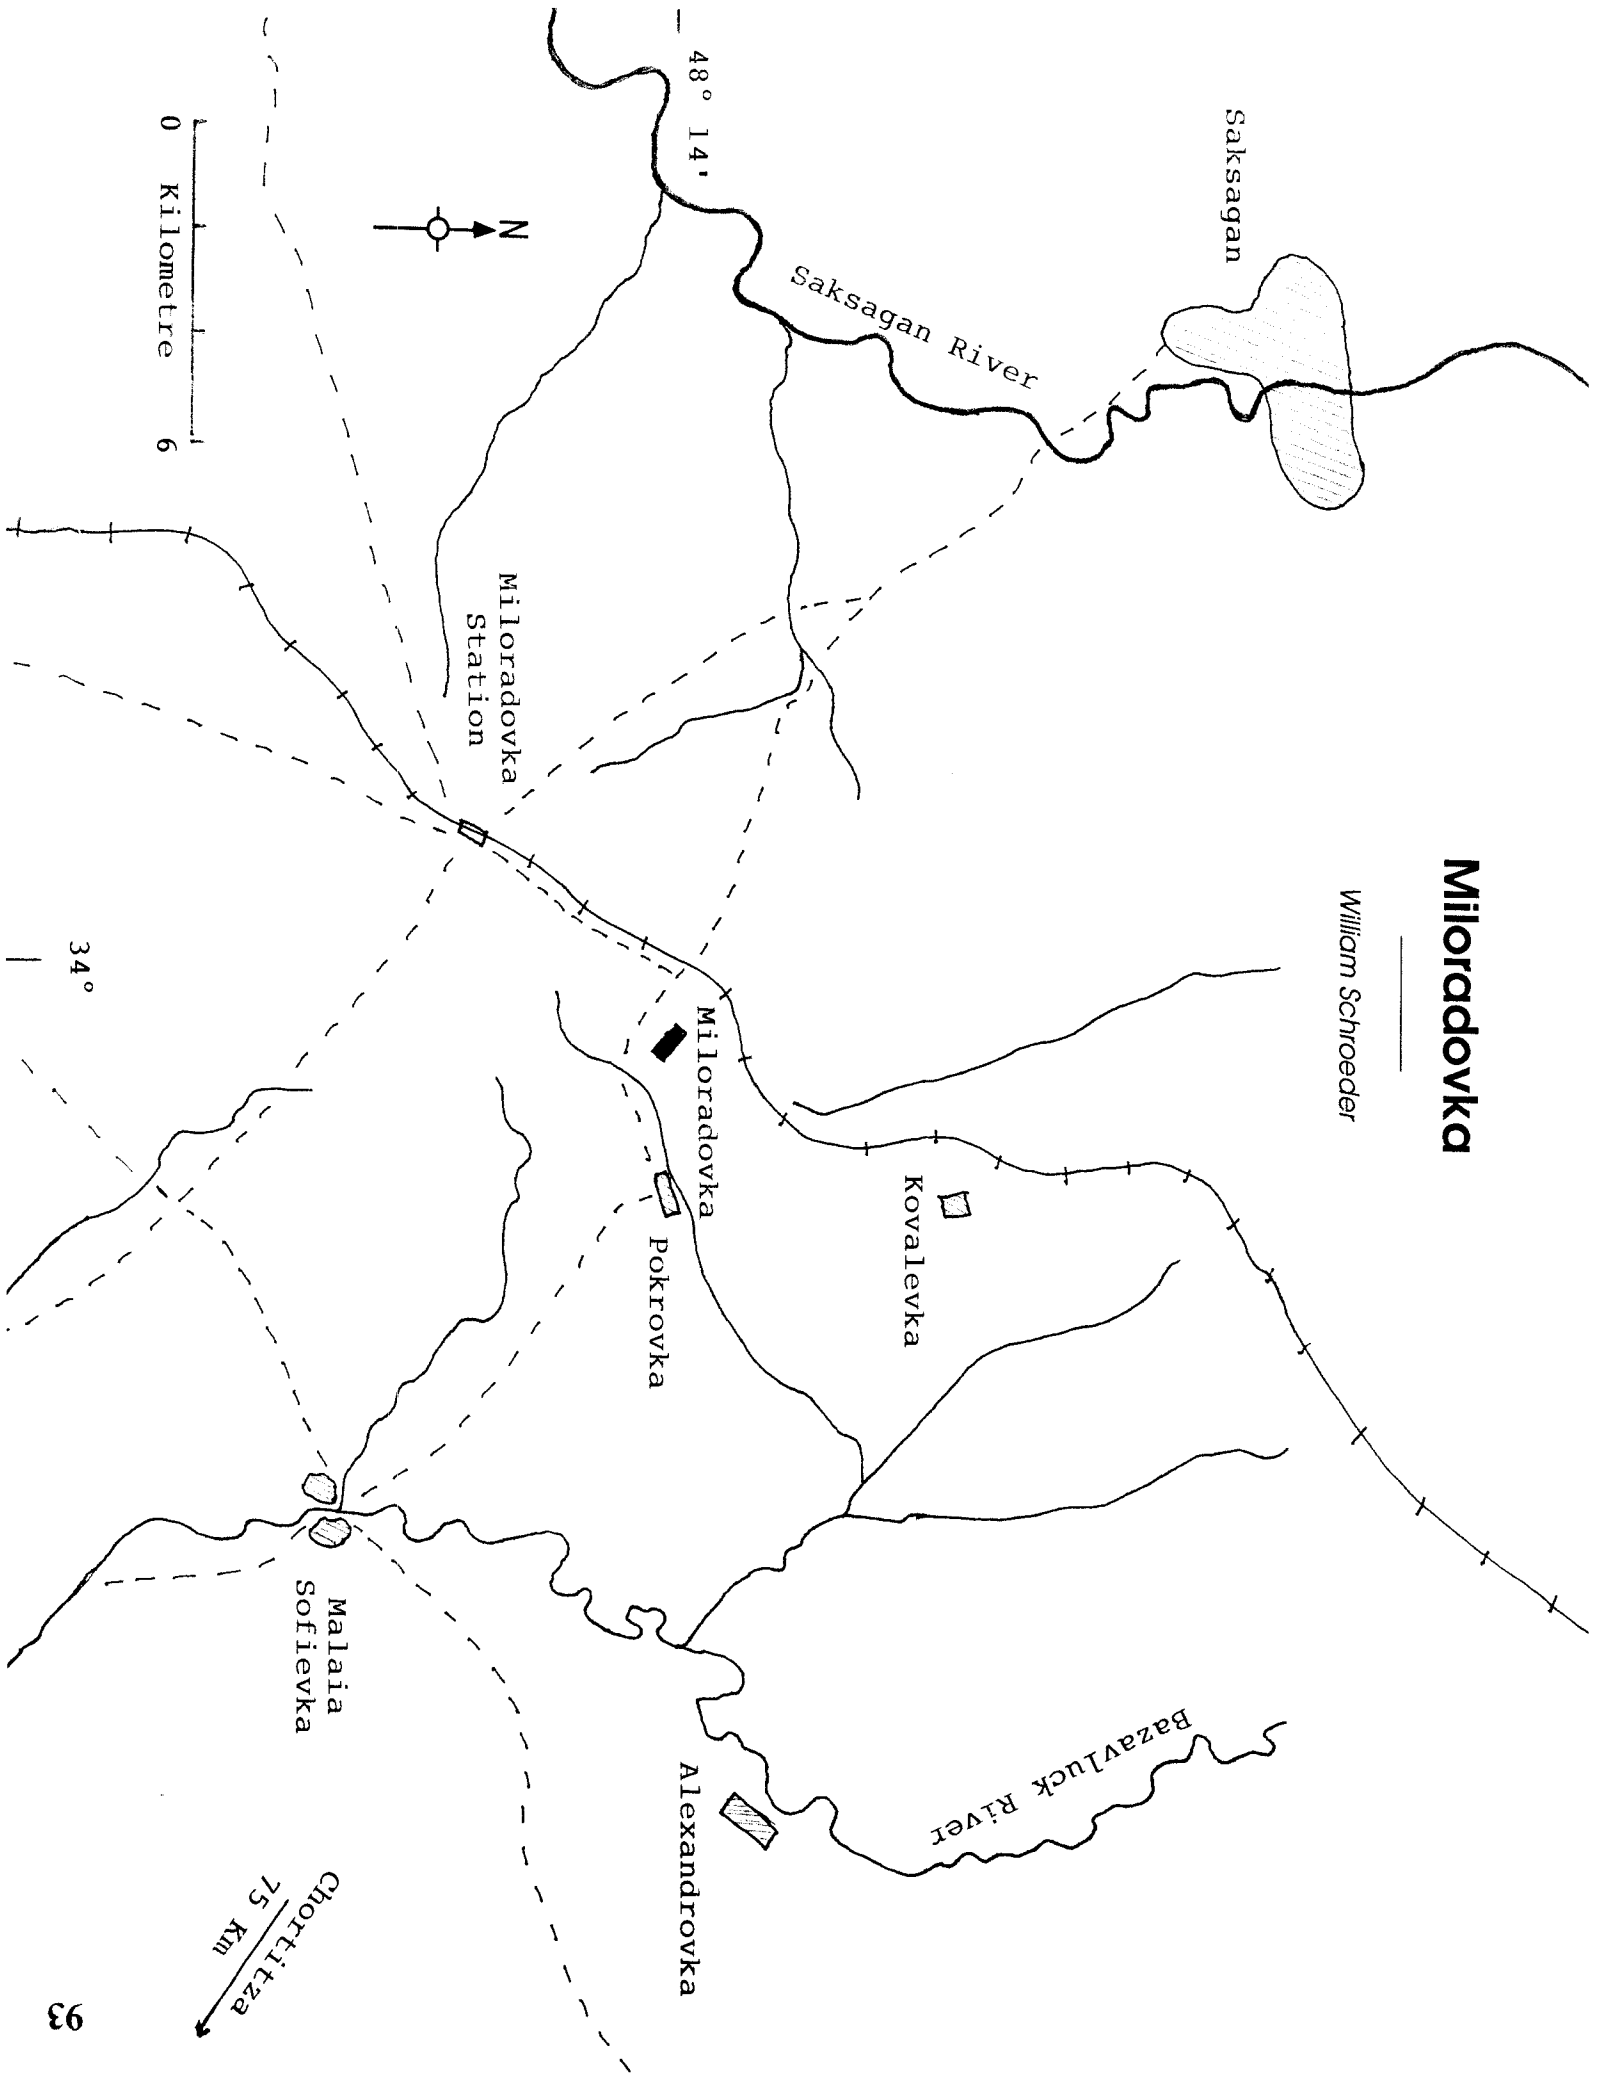 Miloradovka
William Schroeder
Saksagan
Saksagan River
48° 14'
N
0 Kilometre 6
Miloradovka
Station
Miloradovka
Kovalevka
Pokrovka
34°
Malaia
Sofievka
Alexandrovka
Bazavluck River
Chortitza
75 Km
93